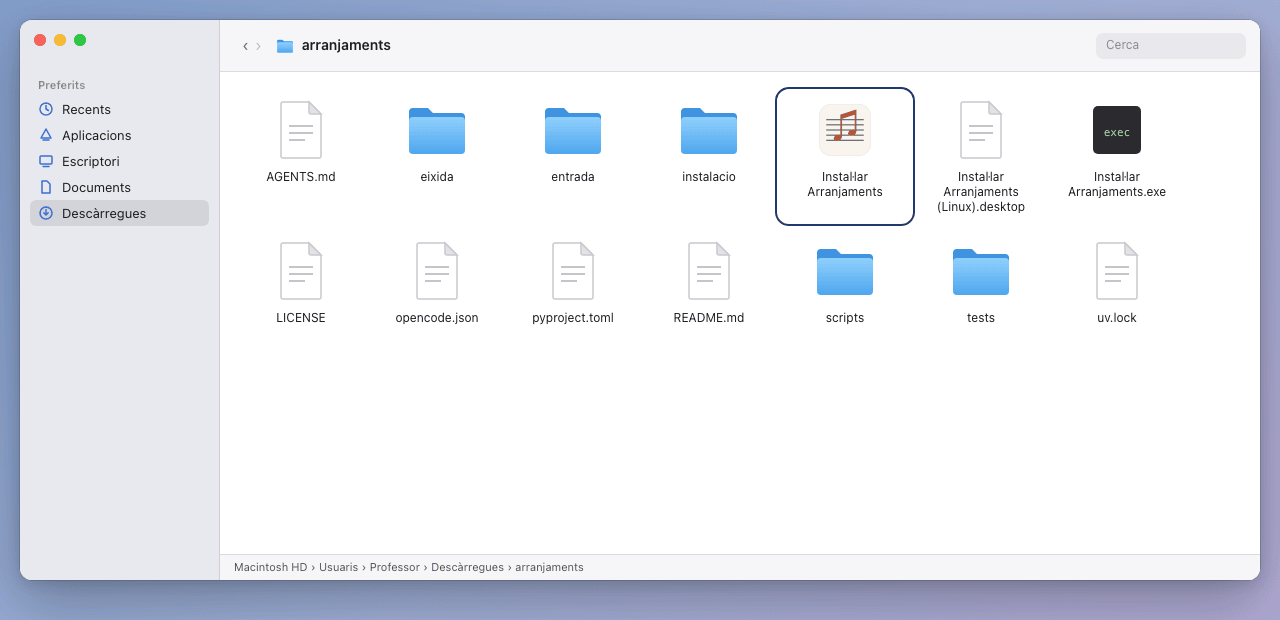 arranjaments
Cerca
Preferits
Recents
Aplicacions
Escriptori
Documents
Descàrregues
AGENTS.md
eixida
entrada
instalacio
Instaŀlar
Arranjaments
Instaŀlar
Arranjaments
(Linux).desktop
exec
Instaŀlar
Arranjaments.exe
LICENSE
opencode.json
pyproject.toml
README.md
scripts
tests
uv.lock
Macintosh HD › Usuaris › Professor › Descàrregues › arranjaments